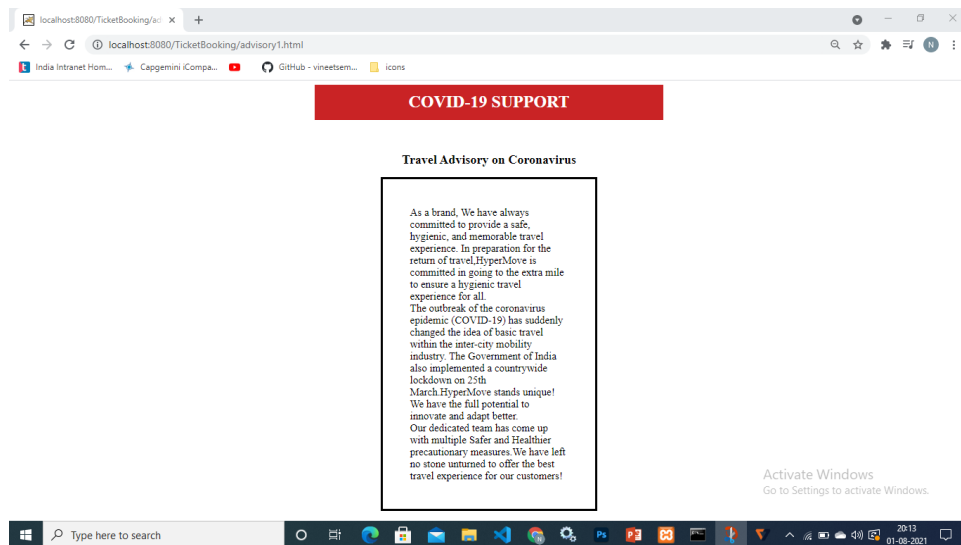 localhost:8080/TicketBooking/ad
localhost:8080/TicketBooking/advisory1.html
N
India Intranet Hom...
Capgemini iCompa...
GitHub - vineetsem...
icons
COVID-19 SUPPORT
Travel Advisory on Coronavirus
As a brand, We have always
committed to provide a safe,
hygienic, and memorable travel
experience. In preparation for the
return of travel,HyperMove is
committed in going to the extra mile
to ensure a hygienic travel
experience for all.
The outbreak of the coronavirus
epidemic (COVID-19) has suddenly
changed the idea of basic travel
within the inter-city mobility
industry. The Government of India
also implemented a countrywide
lockdown on 25th
March.HyperMove stands unique!
We have the full potential to
innovate and adapt better.
Our dedicated team has come up
with multiple Safer and Healthier
precautionary measures.We have left
no stone unturned to offer the best
travel experience for our customers!
Activate Windows
Go to Settings to activate Windows.
Type here to search
Ps
20:13
01-08-2021